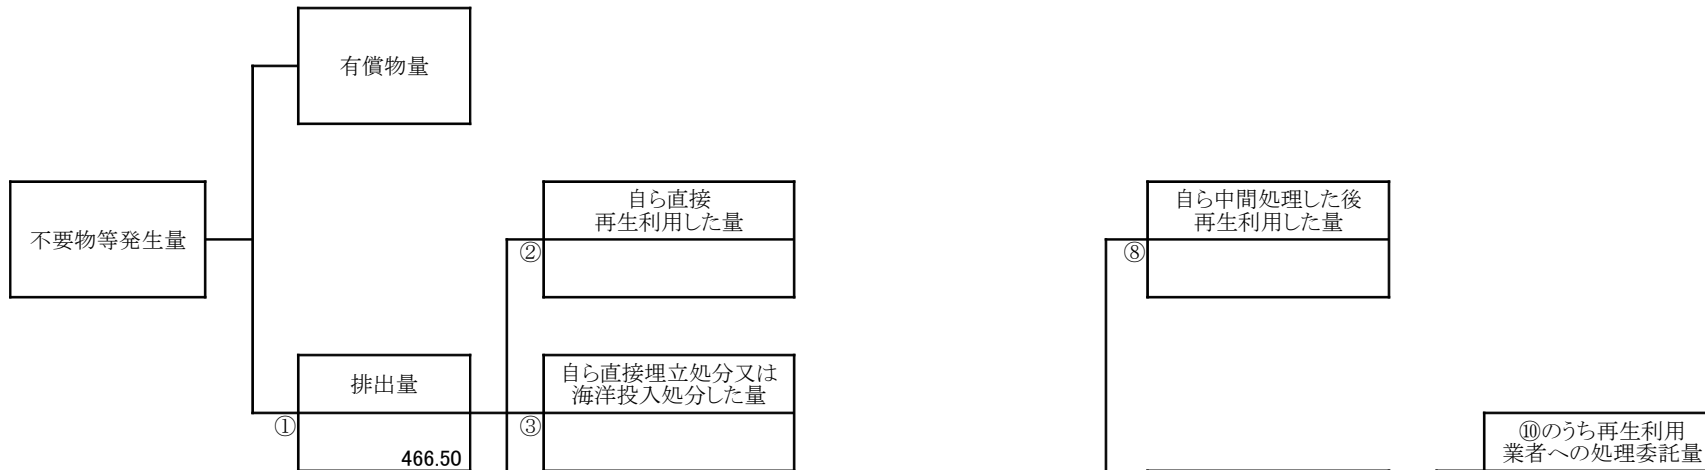 有償物量
不要物等発生量
自ら直接
再生利用した量
②
自ら中間処理した後
再生利用した量
⑧
排出量
①
466.50
自ら直接埋立処分又は
海洋投入処分した量
③
⑩のうち再生利用
業者への処理委託量